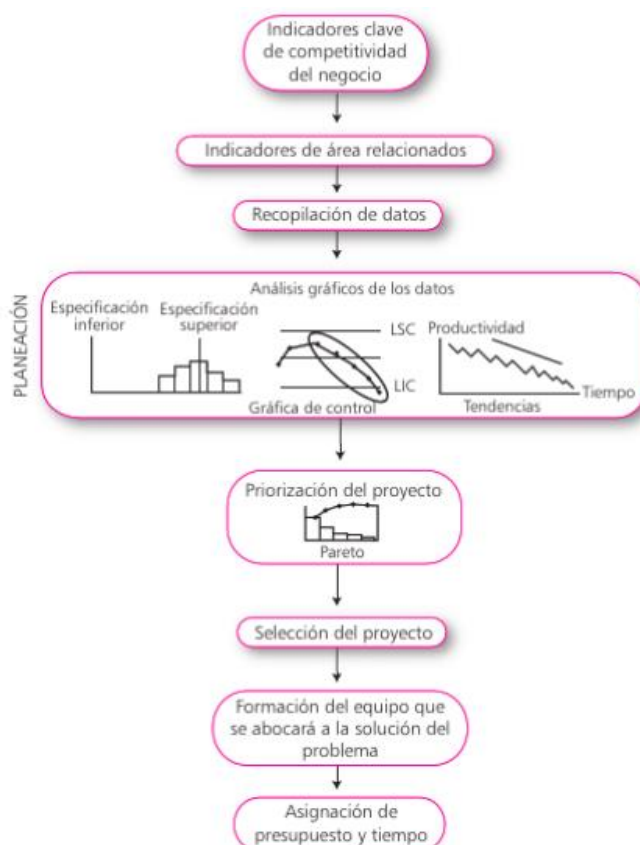 Indicadores clave
de competitividad
del negocio
Indicadores de área relacionados
Recopilación de datos
PLANEACIÓN
Análisis gráficos de los datos
Especificación
inferior
Especificación
superior
LSC
LIC
Gráfica de control
Productividad
Tiempo
Tendencias
Priorización del proyecto
Pareto
Selección del proyecto
Formación del equipo que
se abocará a la solución del
problema
Asignación de
presupuesto y tiempo